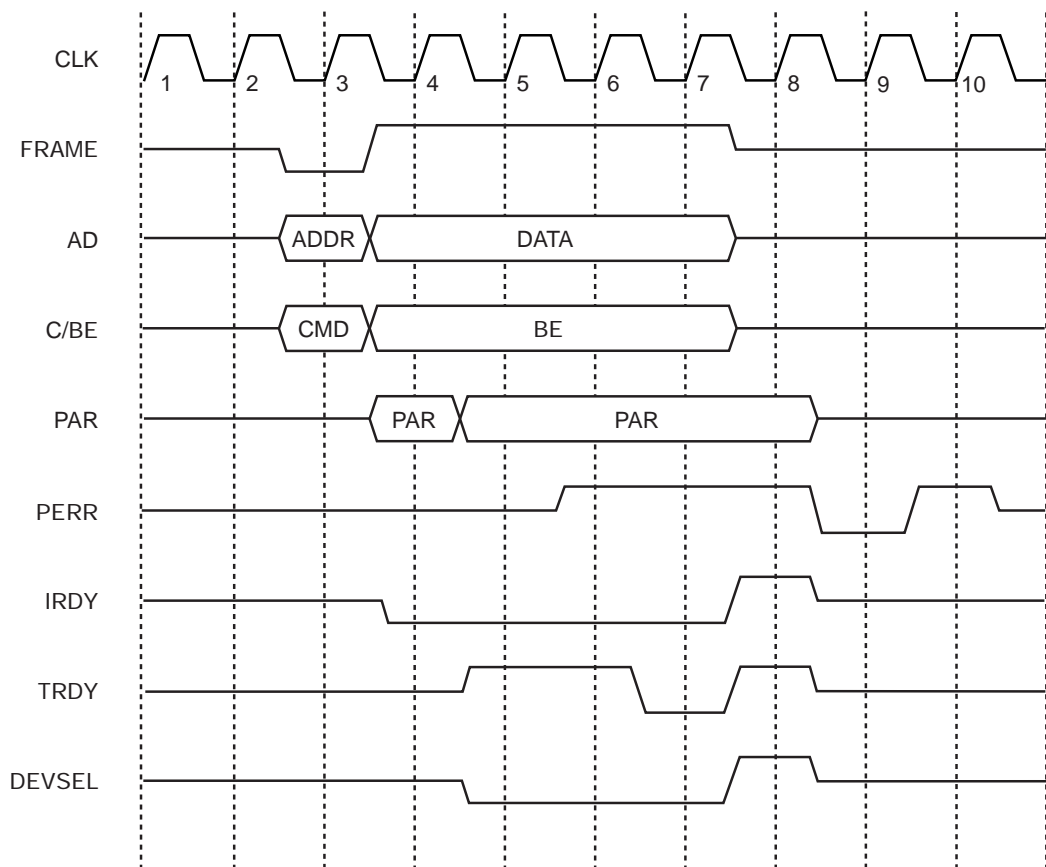 CLK
1 2 3 4 5 6 7 8 9 10
FRAME
AD ADDR DATA
C/BE CMD BE
PAR PAR PAR
PERR
IRDY
TRDY
DEVSEL